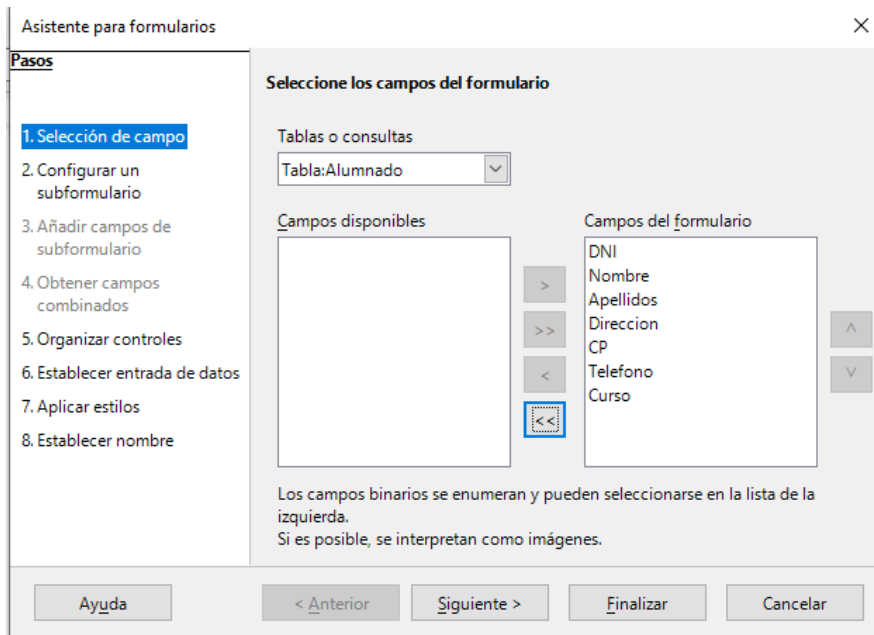 Asistente para formularios
Pasos
1. Selección de campo
2. Configurar un
subformulario
3. Añadir campos de
subformulario
4. Obtener campos
combinados
5. Organizar controles
6. Establecer entrada de datos
7. Aplicar estilos
8. Establecer nombre
Seleccione los campos del formulario
Tablas o consultas
Tabla:Alumnado
Campos disponibles
>
>>
<
<<
Campos del formulario
DNI
Nombre
Apellidos
Direccion
CP
Telefono
Curso
^
v
Los campos binarios se enumeran y pueden seleccionarse en la lista de la
izquierda.
Si es posible, se interpretan como imágenes.
Ayuda
< Anterior
Siguiente >
Finalizar
Cancelar